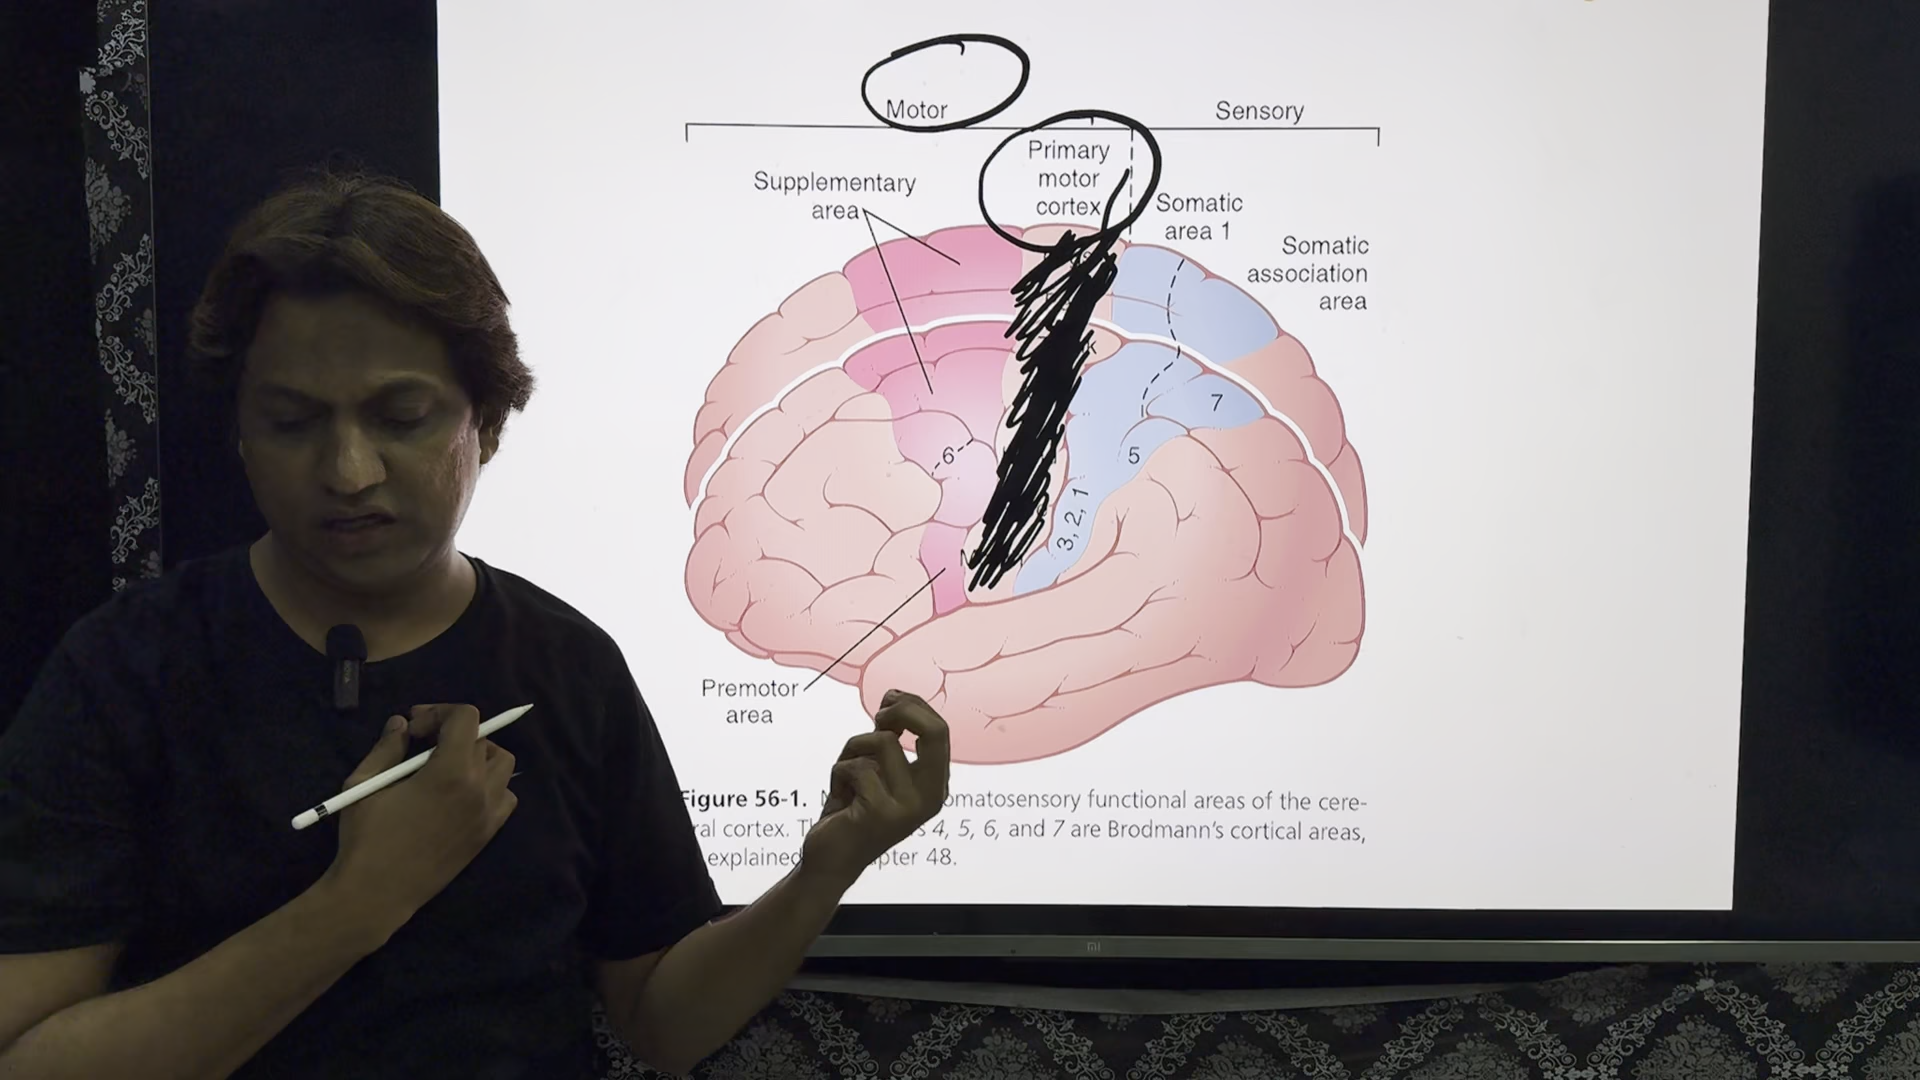 Motor
Sensory
Primary
motor
cortex
Supplementary
area
Somatic
area 1
Somatic
association
area
7
6
5
3, 2, 1
Premotor
area
Figure 56-1. omatosensory functional areas of the cere-
ral cortex. 4, 5, 6, and 7 are Brodmann's cortical areas,
explained pter 48.
mi